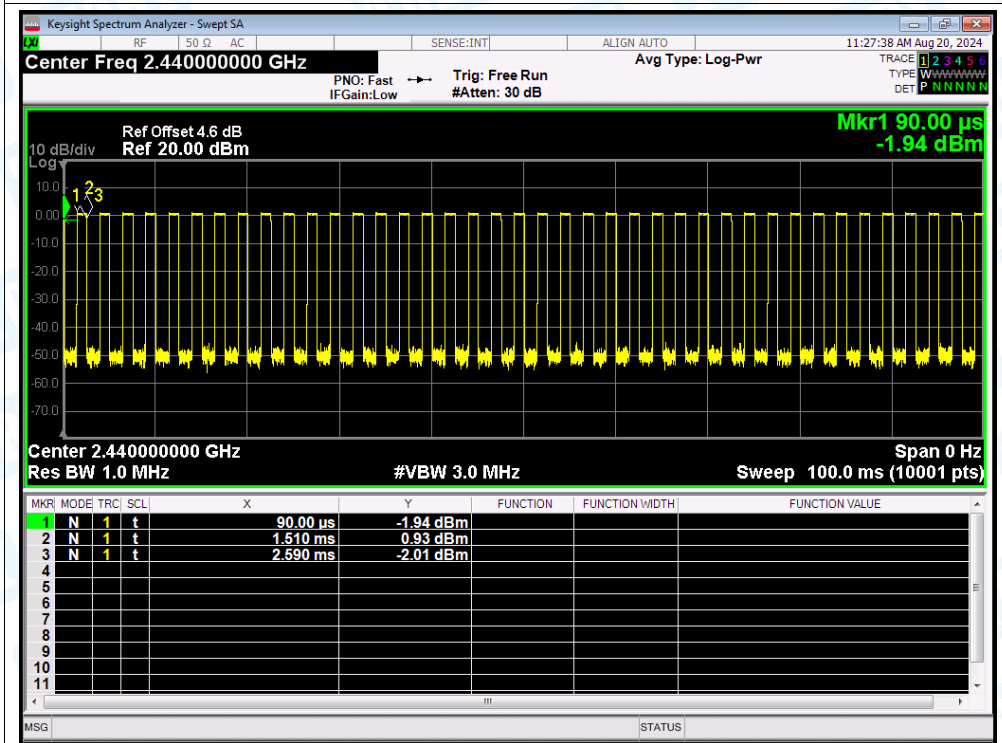 Keysight Spectrum Analyzer - Swept SA
LXI RF 50 Ω AC SENSE:INT ALIGN AUTO 11:27:38 AM Aug 20, 2024
Center Freq 2.440000000 GHz Avg Type: Log-Pwr TRACE 1 2 3 4 5 6
PNO: Fast Trig: Free Run TYPE WWWWWW
IFGain:Low #Atten: 30 dB DET P N N N N N
Mkr1 90.00 µs
-1.94 dBm
Ref Offset 4.6 dB
10 dB/div Ref 20.00 dBm
Log
10.0
1 2 3
0.00
-10.0
-20.0
-30.0
-40.0
-50.0
-60.0
-70.0
Center 2.440000000 GHz Span 0 Hz
Res BW 1.0 MHz #VBW 3.0 MHz Sweep 100.0 ms (10001 pts)
MKR MODE TRC SCL X Y FUNCTION FUNCTION WIDTH FUNCTION VALUE
1 N 1 t 90.00 µs -1.94 dBm
2 N 1 t 1.510 ms 0.93 dBm
3 N 1 t 2.590 ms -2.01 dBm
4
5
6
7
8
9
10
11
MSG STATUS